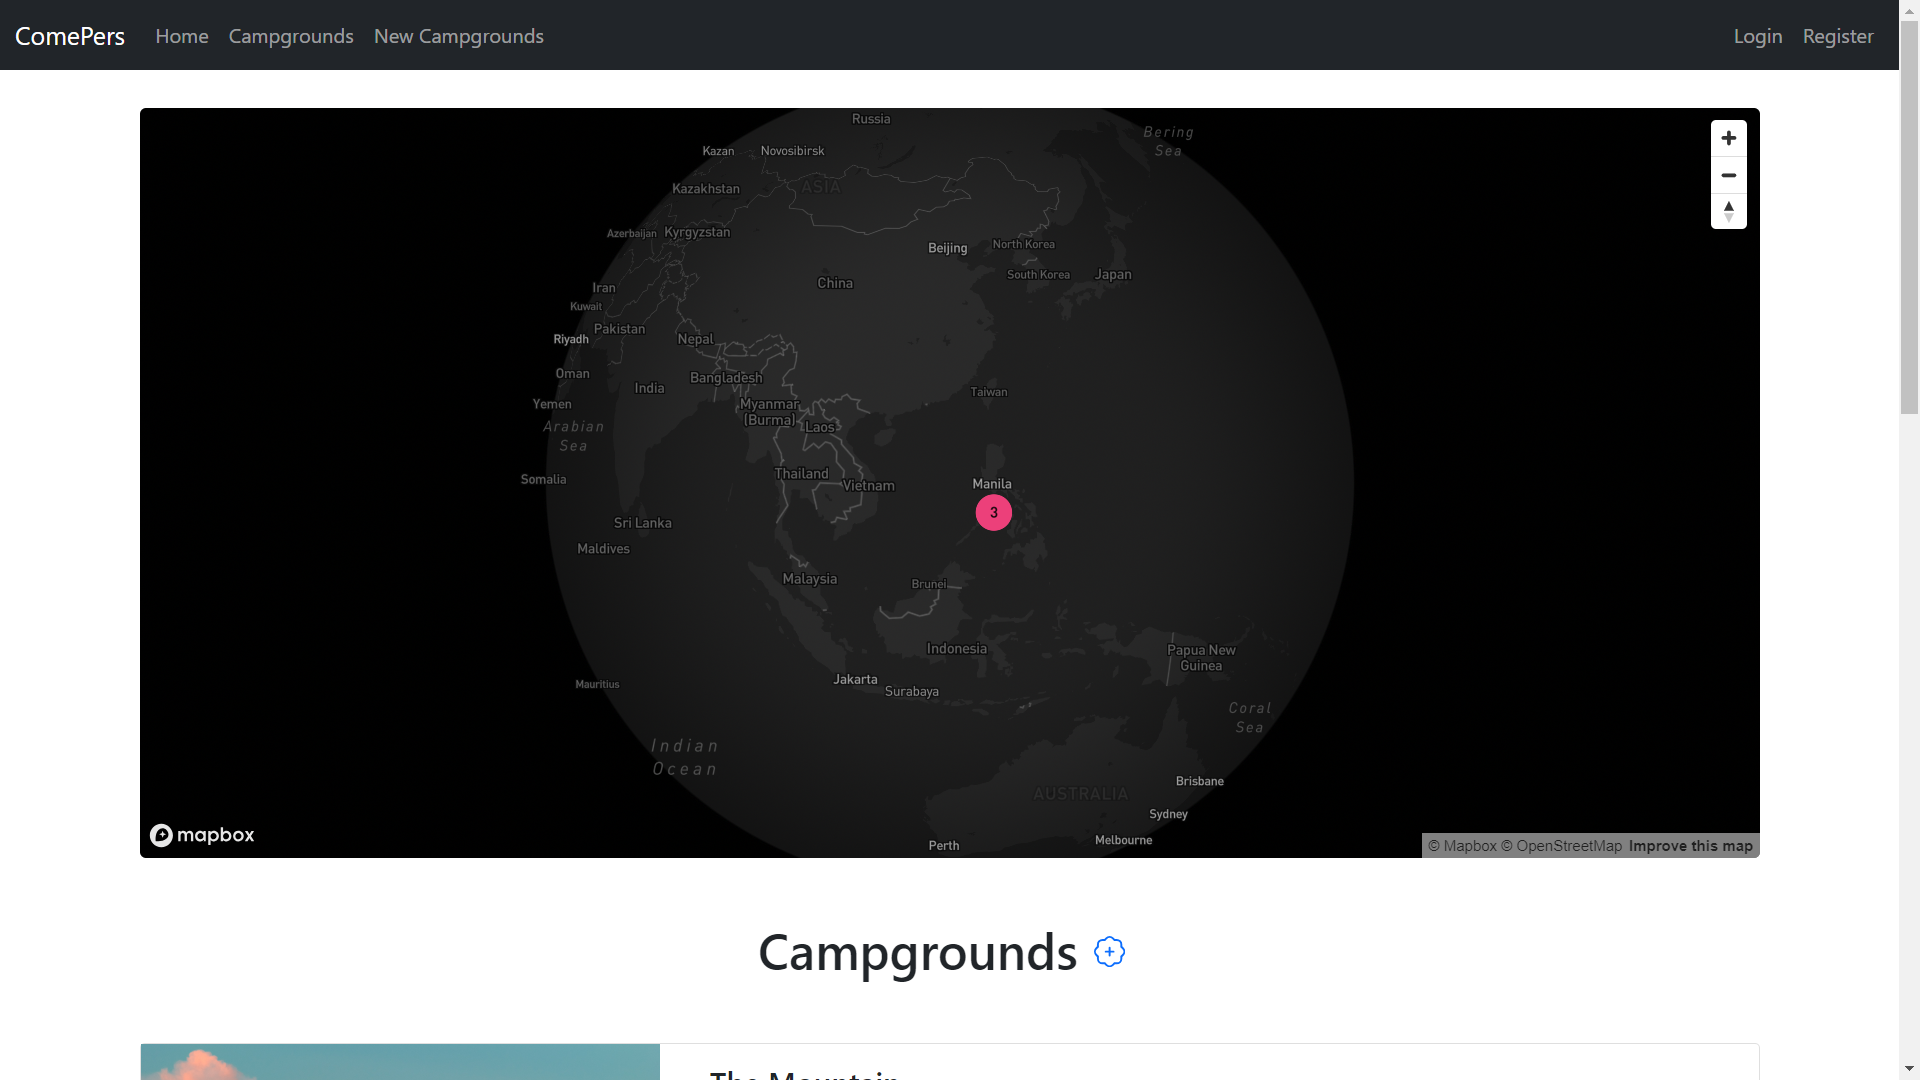 ComePers Home Campgrounds New Campgrounds Login Register
Russia
Bering
Sea
Kazan Novosibirsk
Kazakhstan ASIA
Azerbaijan Kyrgyzstan
Beijing North Korea
South Korea Japan
China
Iran
Kuwait
Pakistan
Riyadh Nepal
Oman Bangladesh
India
Taiwan
Yemen Myanmar
(Burma) Laos
Arabian
Sea
Thailand
Somalia Vietnam
Manila
3
Sri Lanka
Maldives
Malaysia Brunei
Indonesia Papua New
Guinea
Jakarta
Mauritius Surabaya
Coral
Sea
Indian
Ocean
Brisbane
AUSTRALIA
Sydney
Melbourne
Perth
mapbox
© Mapbox © OpenStreetMap Improve this map
Campgrounds
The Mountain